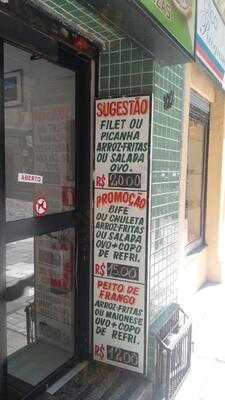 ABERTO
SUGESTÃO
FILET OU
PICANHA
ARROZ-FRITAS
OU SALADA
OVO.
R$ 20.00
PROMOÇÃO
BIFE
OU CHULETA
ARROZ-FRITAS
OU SALADA
OVO+COPO
DE REFRI.
R$ 15.00
PEITO DE
FRANGO
ARROZ-FRITAS
OU MAIONESE
OVO+COPO
DE REFRI.
R$ 12.00